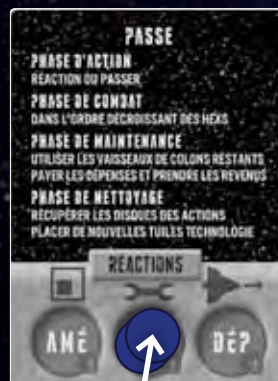 PASSE
PHASE D'ACTION
RÉACTION OU PASSER
PHASE DE COMBAT
DANS L'ORDRE DÉCROISSANT DES HEXS
PHASE DE MAINTENANCE
UTILISER LES VAISSEAUX DE COLONS RESTANTS
PAYER LES DÉPENSES ET PRENDRE LES REVENUS
PHASE DE NETTOYAGE
RÉCUPÉRER LES DISQUES DES ACTIONS
PLACER DE NOUVELLES TUILES TECHNOLOGIE
RÉACTIONS
AMÉ DÉP